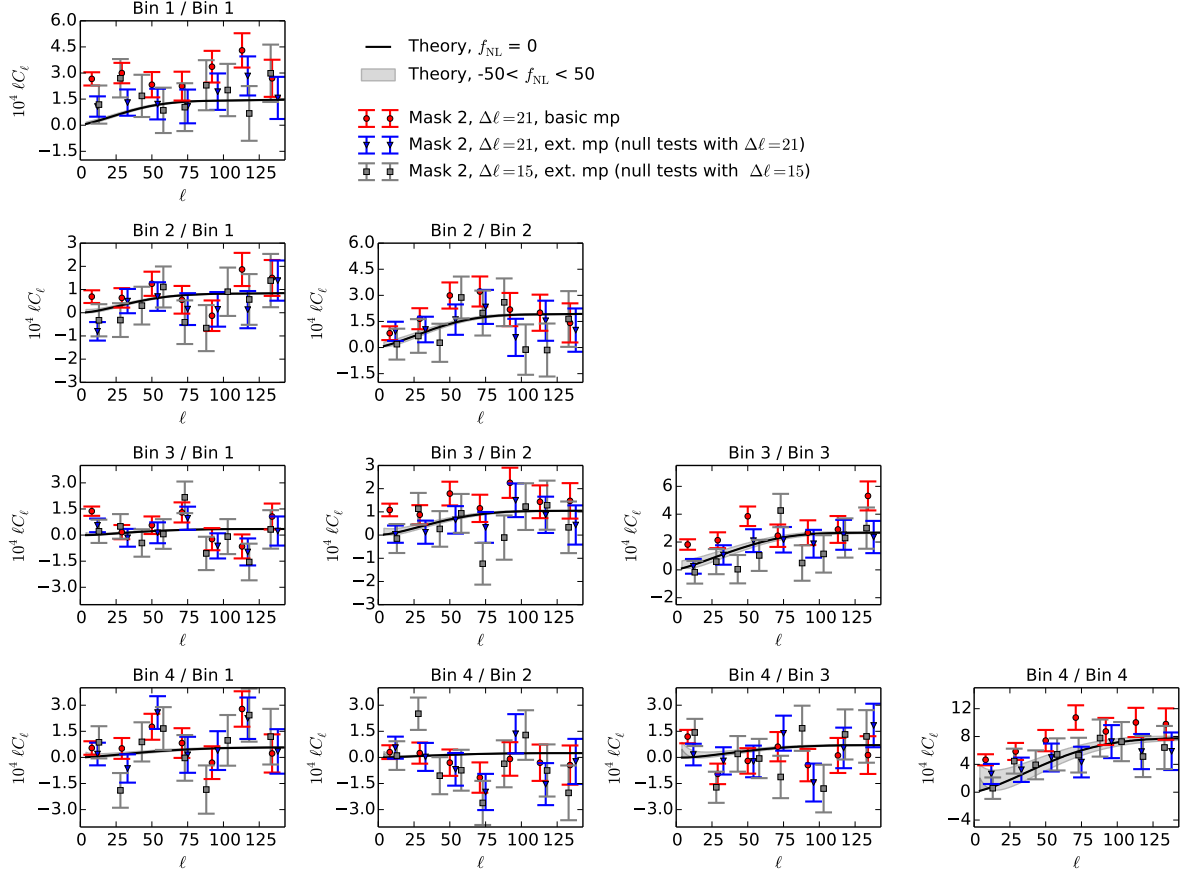 Bin 1 / Bin 1
6.0
4.5
3.0
1.5
0.0
−1.5
10⁴ ℓCℓ
0 25 50 75 100 125
ℓ
Theory, fNL = 0
Theory, -50< fNL < 50
Mask 2, Δℓ=21, basic mp
Mask 2, Δℓ=21, ext. mp (null tests with Δℓ=21)
Mask 2, Δℓ=15, ext. mp (null tests with Δℓ=15)
Bin 2 / Bin 1
3
2
1
0
−1
−2
−3
10⁴ ℓCℓ
0 25 50 75 100 125
ℓ
Bin 2 / Bin 2
6.0
4.5
3.0
1.5
0.0
−1.5
10⁴ ℓCℓ
0 25 50 75 100 125
ℓ
Bin 3 / Bin 1
3.0
1.5
0.0
−1.5
−3.0
10⁴ ℓCℓ
0 25 50 75 100 125
ℓ
Bin 3 / Bin 2
3
2
1
0
−1
−2
−3
10⁴ ℓCℓ
0 25 50 75 100 125
ℓ
Bin 3 / Bin 3
6
4
2
0
−2
10⁴ ℓCℓ
0 25 50 75 100 125
ℓ
Bin 4 / Bin 1
3.0
1.5
0.0
−1.5
−3.0
10⁴ ℓCℓ
0 25 50 75 100 125
ℓ
Bin 4 / Bin 2
3.0
1.5
0.0
−1.5
−3.0
10⁴ ℓCℓ
0 25 50 75 100 125
ℓ
Bin 4 / Bin 3
3.0
1.5
0.0
−1.5
−3.0
10⁴ ℓCℓ
0 25 50 75 100 125
ℓ
Bin 4 / Bin 4
12
8
4
0
−4
10⁴ ℓCℓ
0 25 50 75 100 125
ℓ